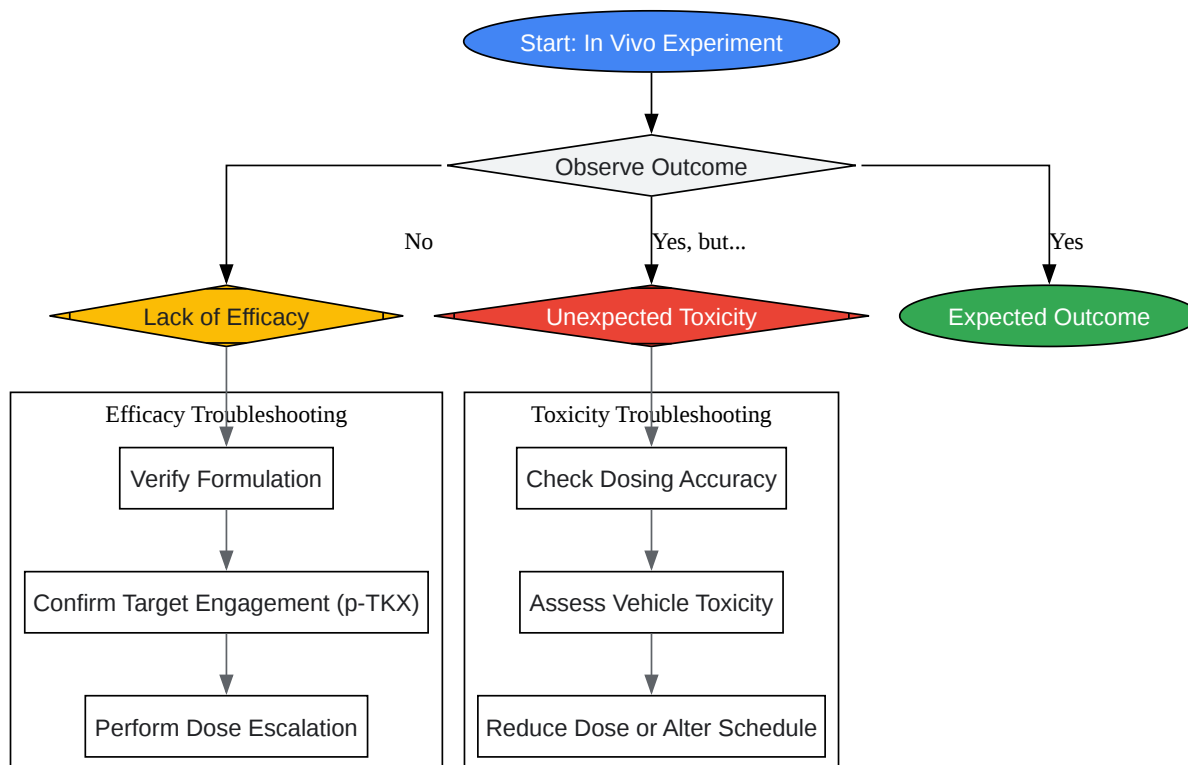 Start: In Vivo Experiment
Observe Outcome
No
Yes, but...
Yes
Lack of Efficacy
Unexpected Toxicity
Expected Outcome
Efficacy Troubleshooting
Toxicity Troubleshooting
Verify Formulation
Check Dosing Accuracy
Confirm Target Engagement (p-TKX)
Assess Vehicle Toxicity
Perform Dose Escalation
Reduce Dose or Alter Schedule